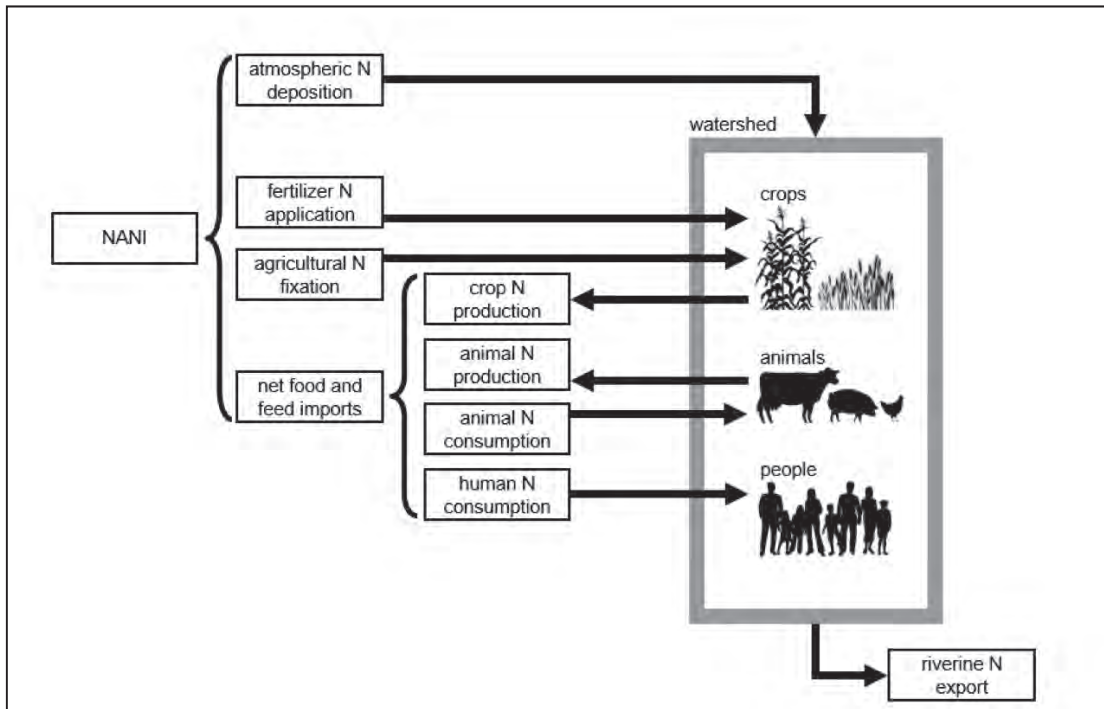 atmospheric N
deposition
watershed
fertilizer N
application
crops
NANI
agricultural N
fixation
crop N
production
animal N
production
animals
net food and
feed imports
animal N
consumption
human N
consumption
people
riverine N
export